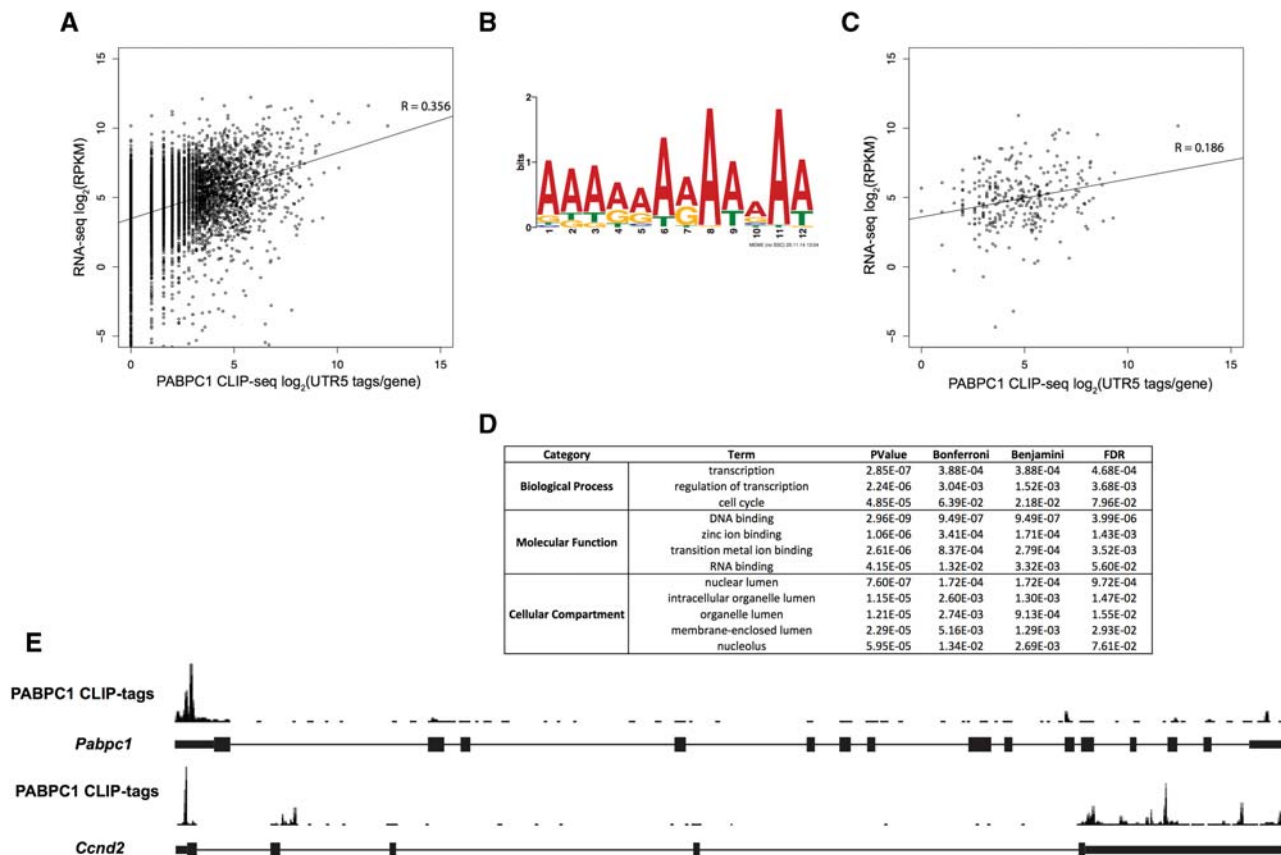 A
B
C
15
10
5
0
−5
RNA-seq log2(RPKM)
R = 0.356
0
5
10
15
PABPC1 CLIP-seq log2(UTR5 tags/gene)
2
1
0
bits
1 2 3 4 5 6 7 8 9 10 11 12
15
10
5
0
−5
RNA-seq log2(RPKM)
R = 0.186
0
5
10
15
PABPC1 CLIP-seq log2(UTR5 tags/gene)
D
Category Term PValue Bonferroni Benjamini FDR
Biological Process
transcription 2.85E-07 3.88E-04 3.88E-04 4.68E-04
regulation of transcription 2.24E-06 3.04E-03 1.52E-03 3.68E-03
cell cycle 4.85E-05 6.39E-02 2.18E-02 7.96E-02
Molecular Function
DNA binding 2.96E-09 9.49E-07 9.49E-07 3.99E-06
zinc ion binding 1.06E-06 3.41E-04 1.71E-04 1.43E-03
transition metal ion binding 2.61E-06 8.37E-04 2.79E-04 3.52E-03
RNA binding 4.15E-05 1.32E-02 3.32E-03 5.60E-02
Cellular Compartment
nuclear lumen 7.60E-07 1.72E-04 1.72E-04 9.72E-04
intracellular organelle lumen 1.15E-05 2.60E-03 1.30E-03 1.47E-02
organelle lumen 1.21E-05 2.74E-03 9.13E-04 1.55E-02
membrane-enclosed lumen 2.29E-05 5.16E-03 1.29E-03 2.93E-02
nucleolus 5.95E-05 1.34E-02 2.69E-03 7.61E-02
E
PABPC1 CLIP-tags
Pabpc1
PABPC1 CLIP-tags
Ccnd2